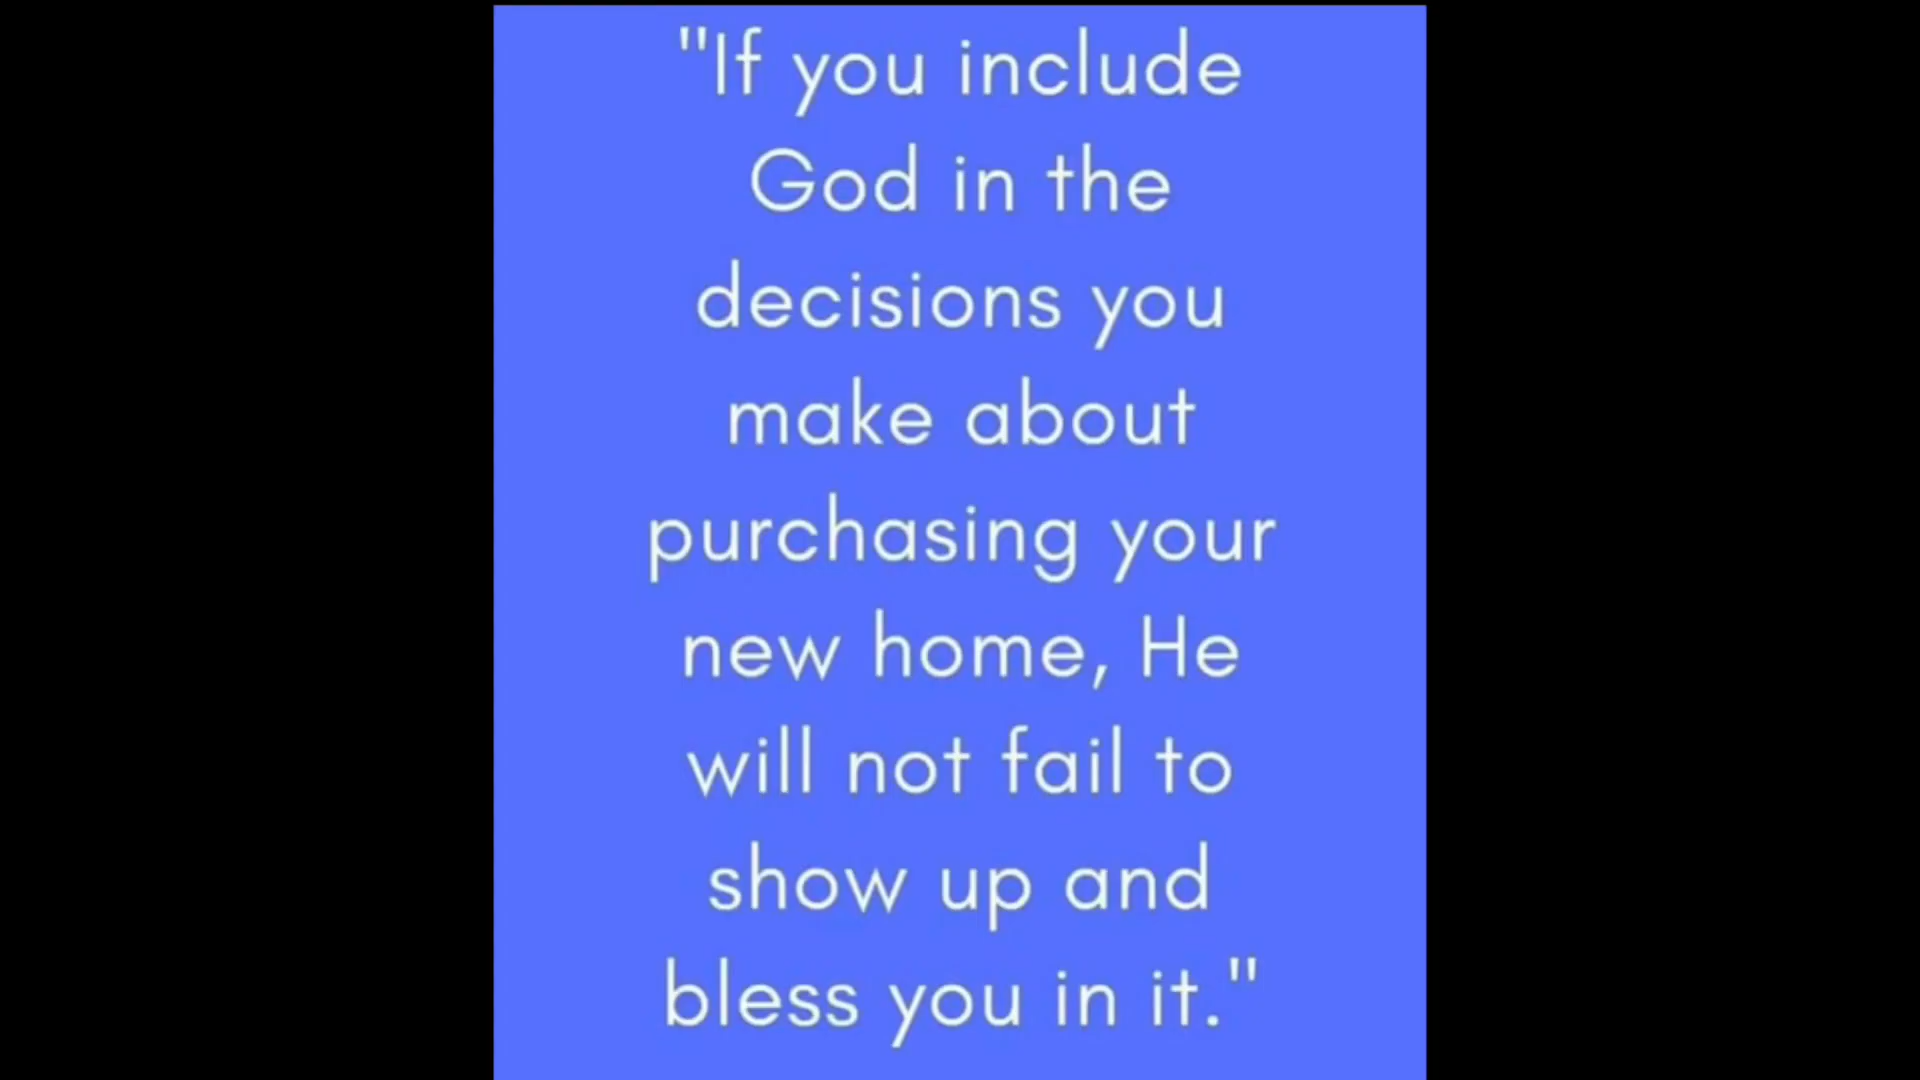 "If you include
God in the
decisions you
make about
purchasing your
new home, He
will not fail to
show up and
bless you in it."